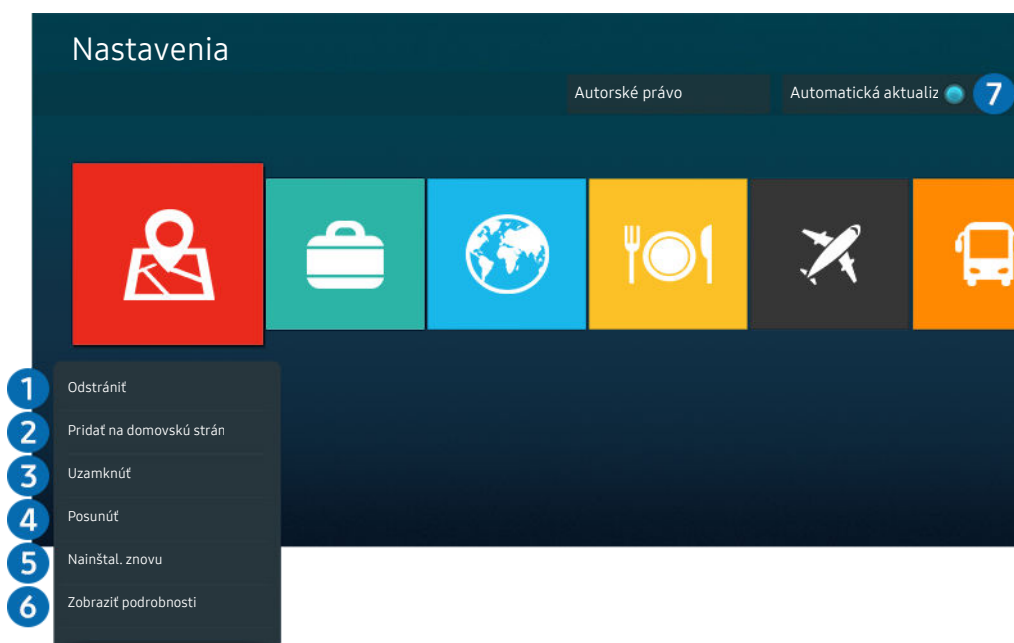 Nastavenia
Autorské právo
Automatická aktualiz
7
1 Odstrániť
2 Pridať na domovskú strán
3 Uzamknúť
4 Posunúť
5 Nainštal. znovu
6 Zobraziť podrobnosti